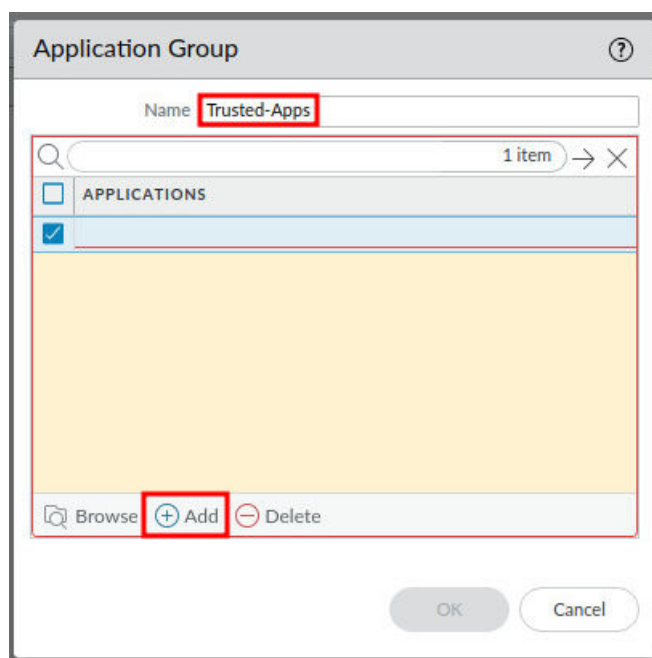 Application Group
Name Trusted-Apps
1 item
APPLICATIONS
Browse Add Delete
OK Cancel